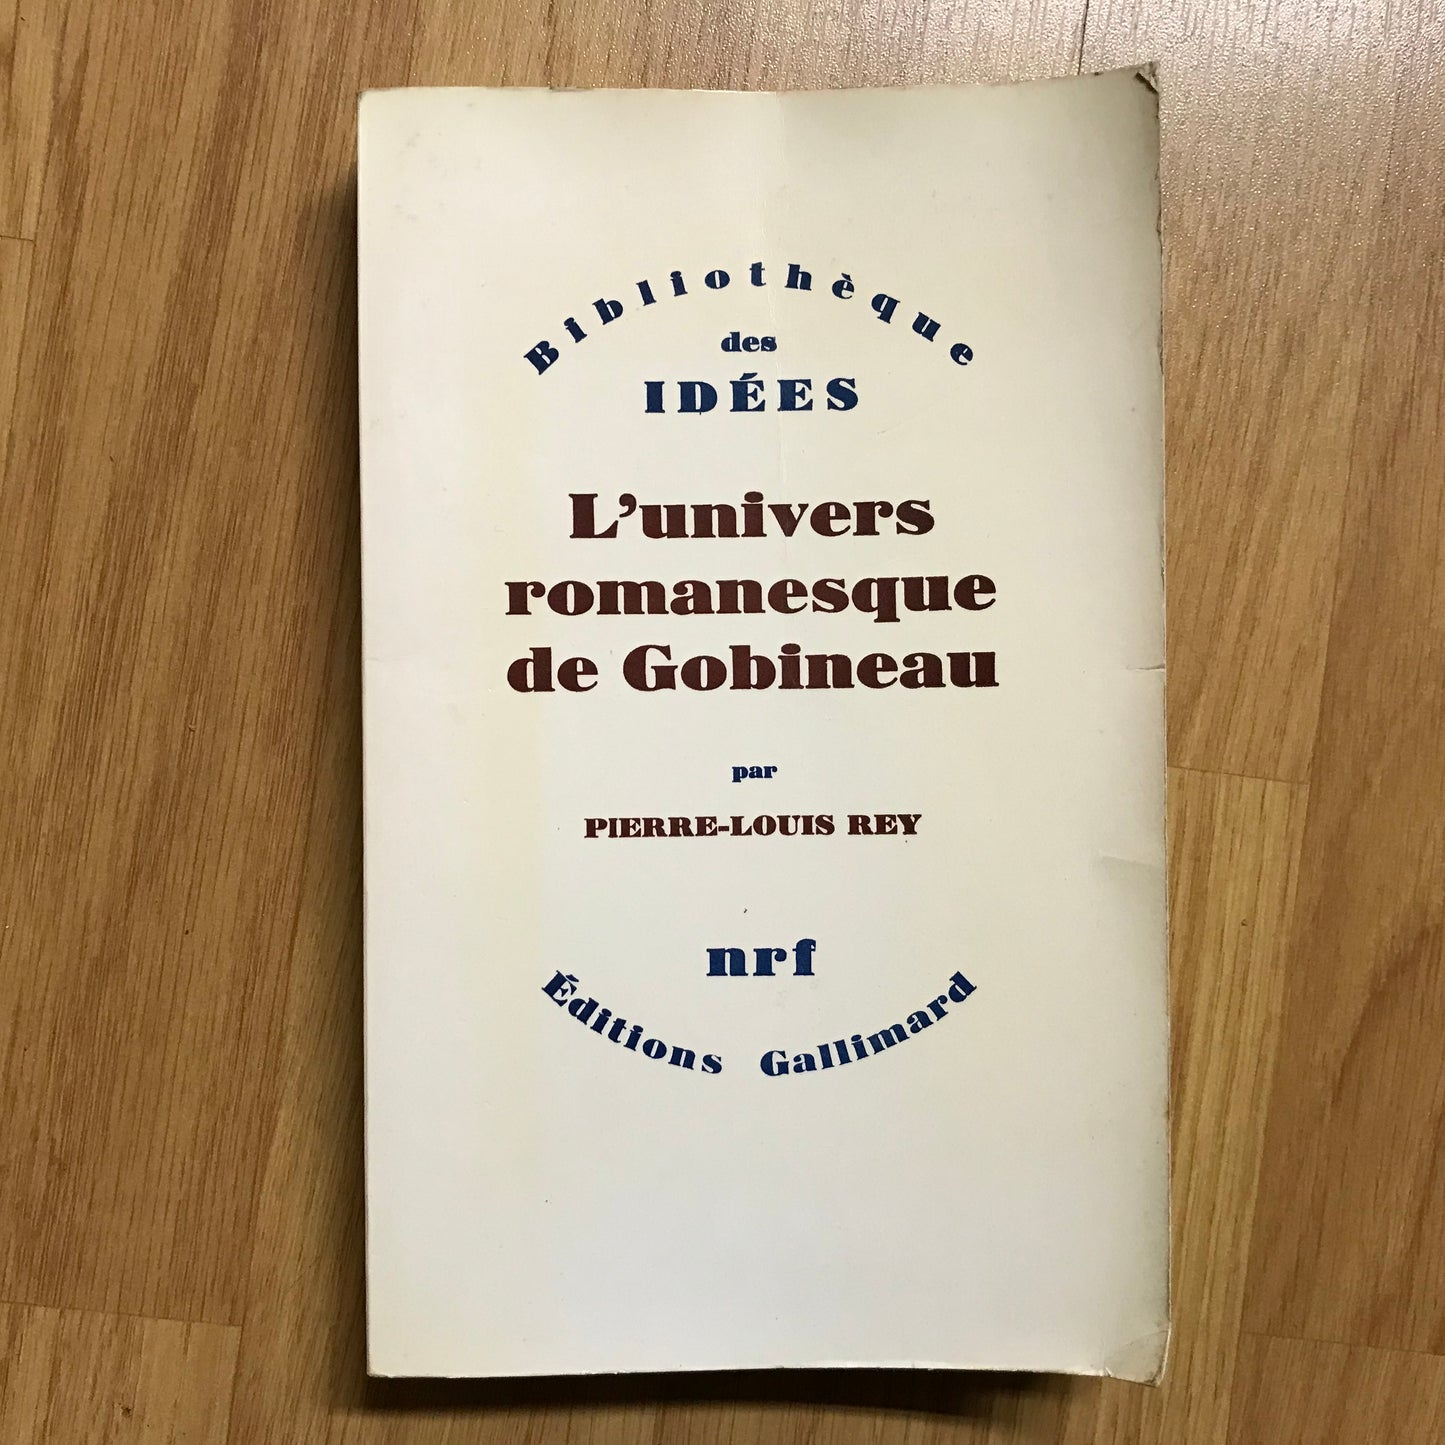 Bibliothèque
des
IDÉES
L'univers
romanesque
de Gobineau
par
PIERRE-LOUIS REY
nrf
Éditions Gallimard